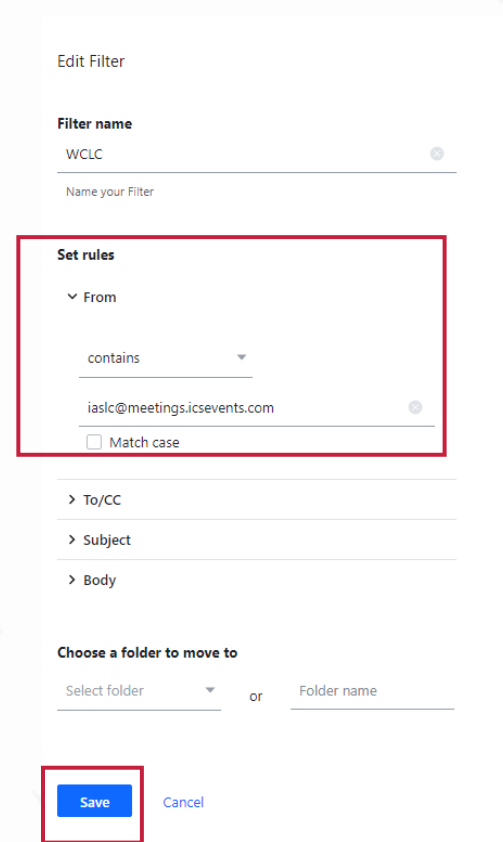 Edit Filter
Filter name
WCLC
Name your Filter
Set rules
From
contains
iaslc@meetings.icsevents.com
Match case
To/CC
Subject
Body
Choose a folder to move to
Select folder or Folder name
Save Cancel